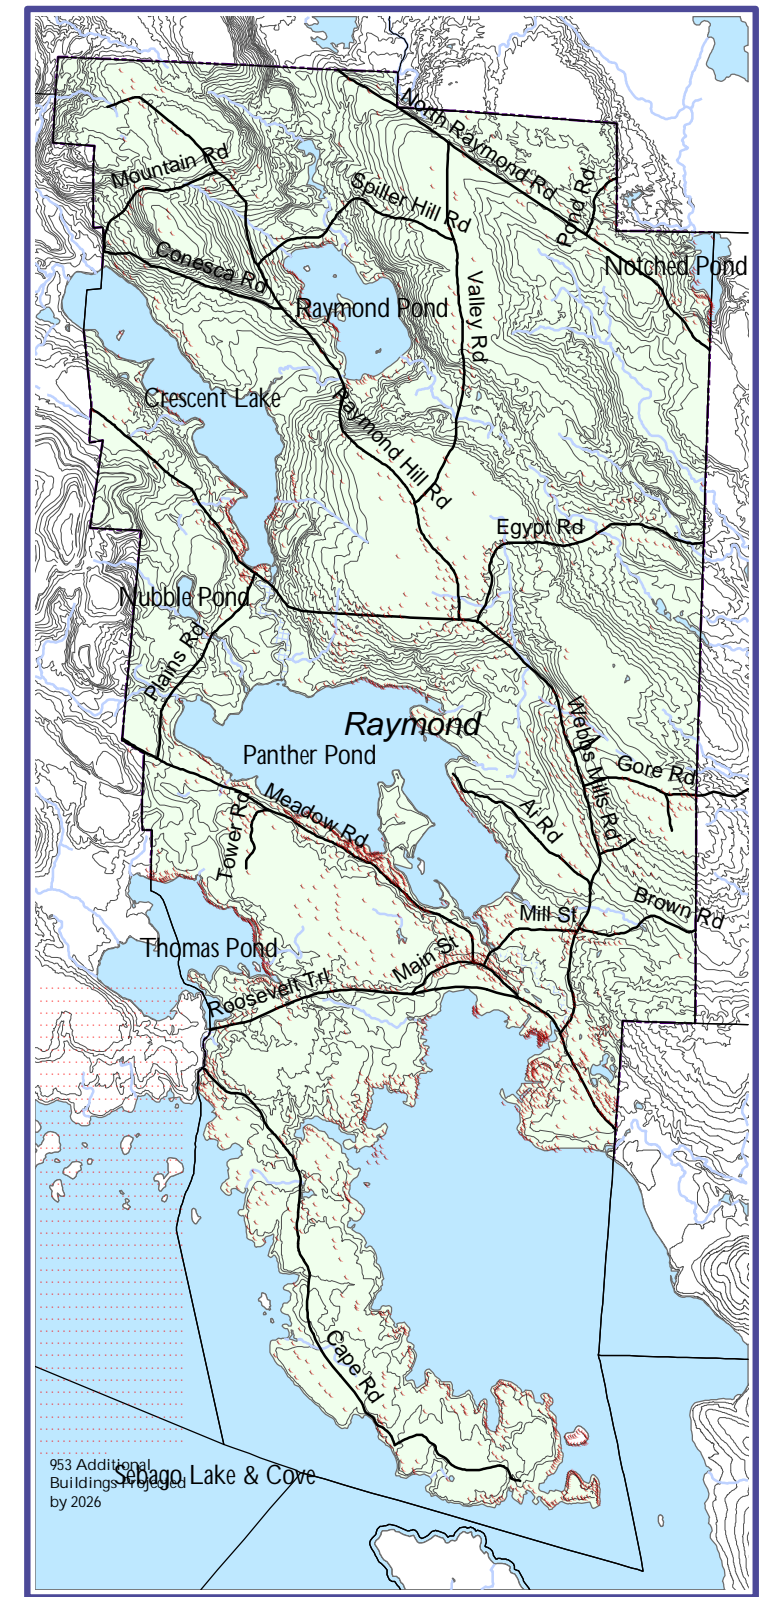 North Raymond Rd
Mountain Rd
Spiller Hill Rd
Pond Rd
Conesca Rd
Notched Pond
Raymond Pond
Valley Rd
Crescent Lake
Raymond Hill Rd
Egypt Rd
Nubble Pond
Plains Rd
Raymond
Webbs Mills Rd
Panther Pond
Gore Rd
Meadow Rd
Tower Rd
Ai Rd
Mill St
Brown Rd
Thomas Pond
Main St
Roosevelt Trl
Cape Rd
953 Additional
Buildings Projected
by 2026
Sebago Lake & Cove